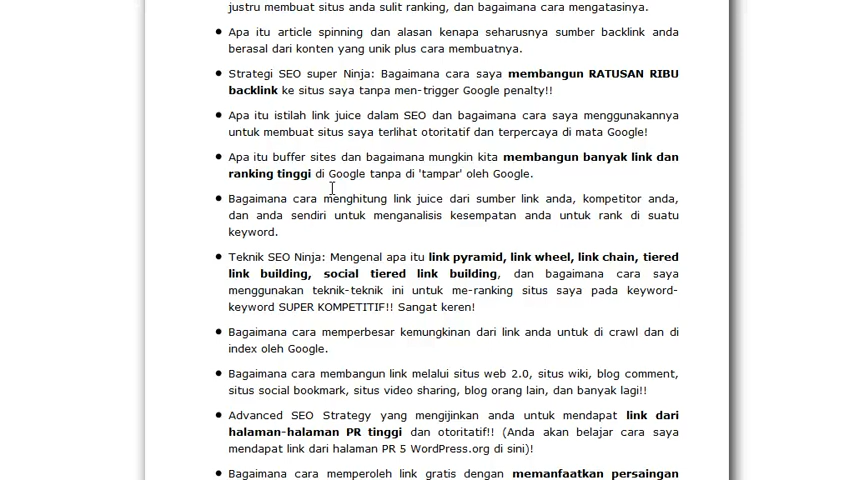 justru membuat situs anda sulit ranking, dan bagaimana cara mengatasinya.
Apa itu article spinning dan alasan kenapa seharusnya sumber backlink anda
berasal dari konten yang unik plus cara membuatnya.
Strategi SEO super Ninja: Bagaimana cara saya membangun RATUSAN RIBU
backlink ke situs saya tanpa men-trigger Google penalty!!
Apa itu istilah link juice dalam SEO dan bagaimana cara saya menggunakannya
untuk membuat situs saya terlihat otoritatif dan terpercaya di mata Google!
Apa itu buffer sites dan bagaimana mungkin kita membangun banyak link dan
ranking tinggi di Google tanpa di 'tampar' oleh Google.
Bagaimana cara menghitung link juice dari sumber link anda, kompetitor anda,
dan anda sendiri untuk menganalisis kesempatan anda untuk rank di suatu
keyword.
Teknik SEO Ninja: Mengenal apa itu link pyramid, link wheel, link chain, tiered
link building, social tiered link building, dan bagaimana cara saya
menggunakan teknik-teknik ini untuk me-ranking situs saya pada keyword-
keyword SUPER KOMPETITIF!! Sangat keren!
Bagaimana cara memperbesar kemungkinan dari link anda untuk di crawl dan di
index oleh Google.
Bagaimana cara membangun link melalui situs web 2.0, situs wiki, blog comment,
situs social bookmark, situs video sharing, blog orang lain, dan banyak lagi!!
Advanced SEO Strategy yang mengijinkan anda untuk mendapat link dari
halaman-halaman PR tinggi dan otoritatif!! (Anda akan belajar cara saya
mendapat link dari halaman PR 5 WordPress.org di sini)!
Bagaimana cara memperoleh link gratis dengan memanfaatkan persaingan